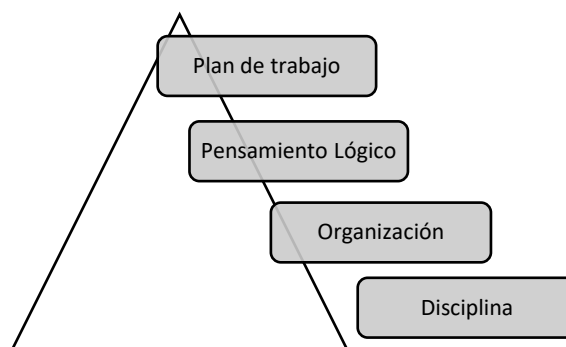 Plan de trabajo
Pensamiento Lógico
Organización
Disciplina